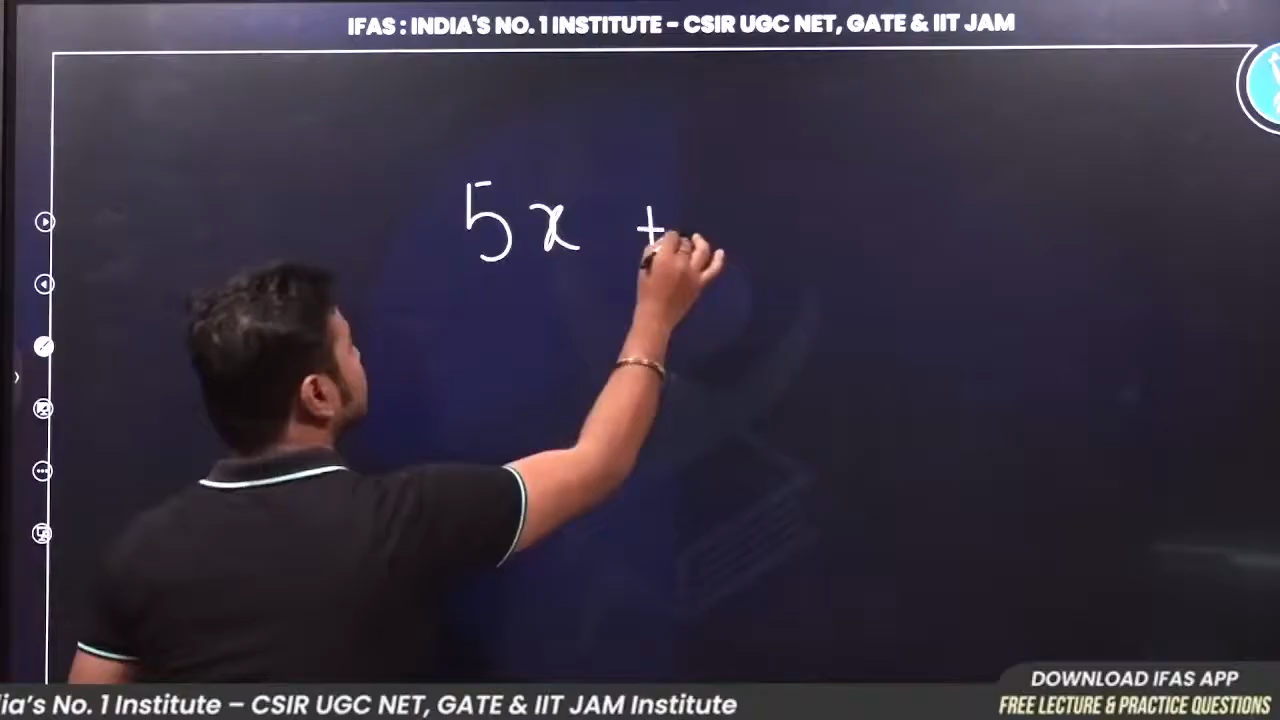 IFAS : INDIA'S NO. 1 INSTITUTE - CSIR UGC NET, GATE & IIT JAM
5x +
DOWNLOAD IFAS APP
FREE LECTURE & PRACTICE QUESTIONS
ia's No. 1 Institute – CSIR UGC NET, GATE & IIT JAM Institute